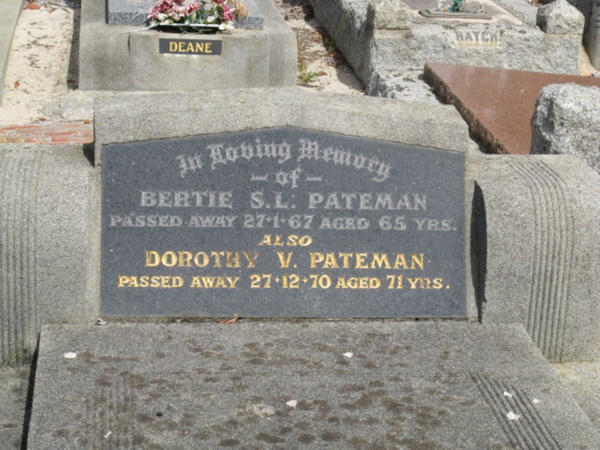 DEANE
HATCH
In Loving Memory
- of -
BERTIE S.L. PATEMAN
PASSED AWAY 27·1·67 AGED 65 YRS.
ALSO
DOROTHY V. PATEMAN
PASSED AWAY 27·12·70 AGED 71 YRS.